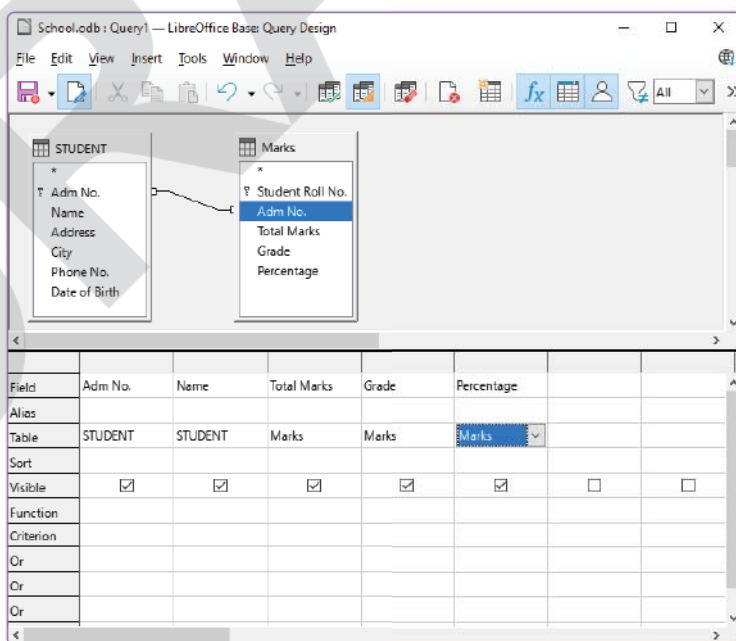 School.odb : Query1 — LibreOffice Base: Query Design
File Edit View Insert Tools Window Help
fx All
STUDENT
*
Adm No.
Name
Address
City
Phone No.
Date of Birth
Marks
*
Student Roll No.
Adm No.
Total Marks
Grade
Percentage
Field Adm No. Name Total Marks Grade Percentage
Alias
Table STUDENT STUDENT Marks Marks Marks
Sort
Visible
Function
Criterion
Or
Or
Or